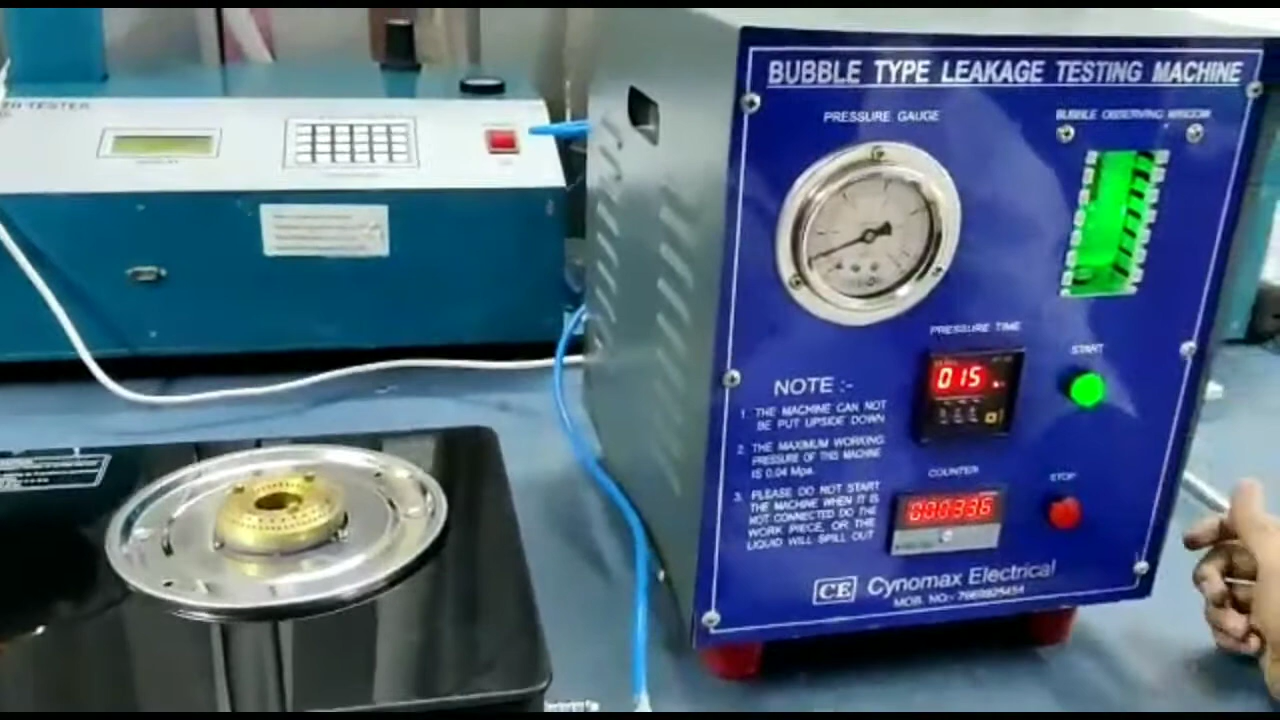 TESTER
BUBBLE TYPE LEAKAGE TESTING MACHINE
PRESSURE GAUGE
BUBBLE OBSERVING WINDOW
PRESSURE TIME
015
START
NOTE :-
1. THE MACHINE CAN NOT
BE PUT UPSIDE DOWN
2. THE MAXIMUM WORKING
PRESSURE OF THIS MACHINE
IS 0.04 Mpa.
3. PLEASE DO NOT START
THE MACHINE WHEN IT IS
NOT CONNECTED DO THE
WORK PIECE, OR THE
LIQUID WILL SPILL OUT
COUNTER
000336
STOP
CE
Cynomax Electrical
MOB. NO:-